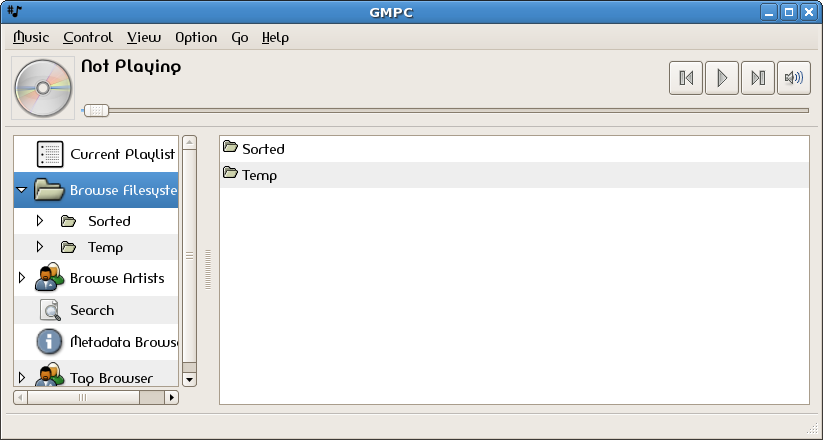 GMPC
Music Control View Option Go Help
Not Playing
Current Playlist
Browse Filesyste
Sorted
Temp
Browse Artists
Search
Metadata Brows
Tag Browser
Sorted
Temp